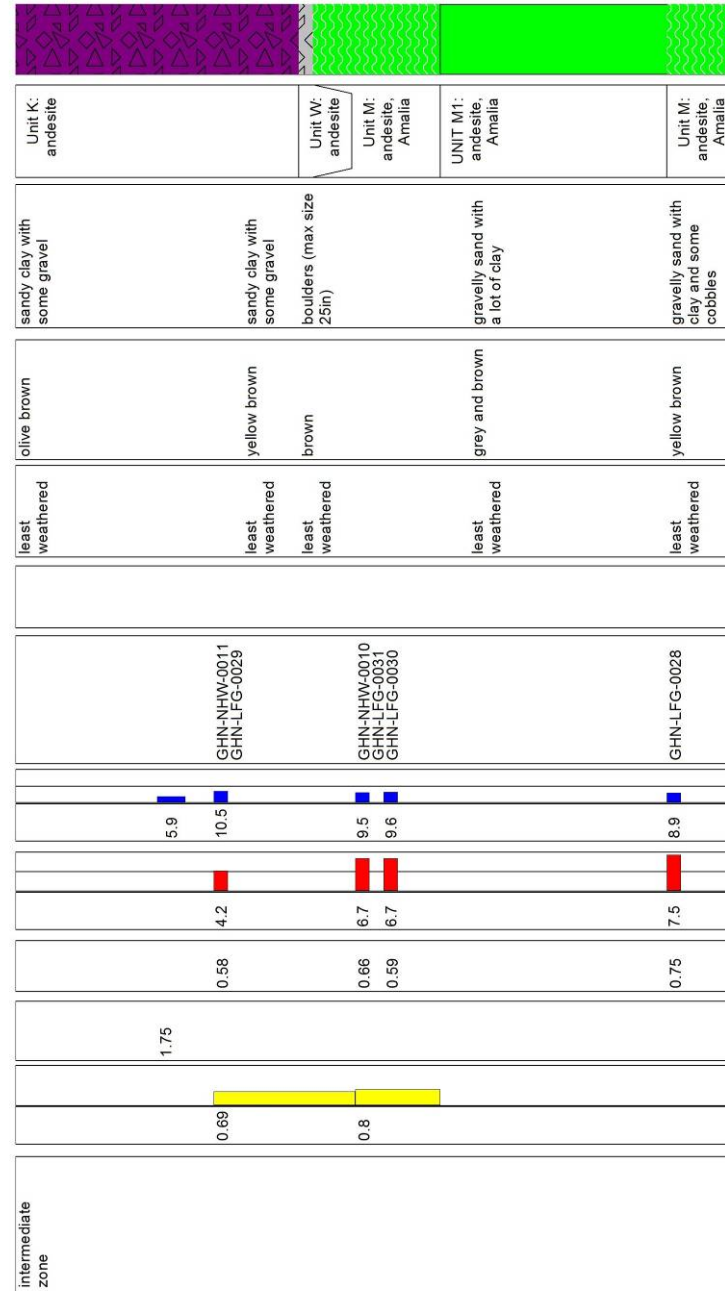 Unit K:
andesite
Unit W:
andesite
Unit M:
andesite,
Amalia
UNIT M1:
andesite,
Amalia
Unit M:
andesite,
Amalia
sandy clay with
some gravel
sandy clay with
some gravel
boulders (max size
25in)
gravelly sand with
a lot of clay
gravelly sand with
clay and some
cobbles
olive brown
yellow brown
brown
grey and brown
yellow brown
least
weathered
least
weathered
least
weathered
least
weathered
least
weathered
GHN-NHW-0011
GHN-LFG-0029
GHN-NHW-0010
GHN-LFG-0031
GHN-LFG-0030
GHN-LFG-0028
5.9
10.5
9.5
9.6
8.9
4.2
6.7
6.7
7.5
0.58
0.66
0.59
0.75
1.75
0.69
0.8
intermediate
zone